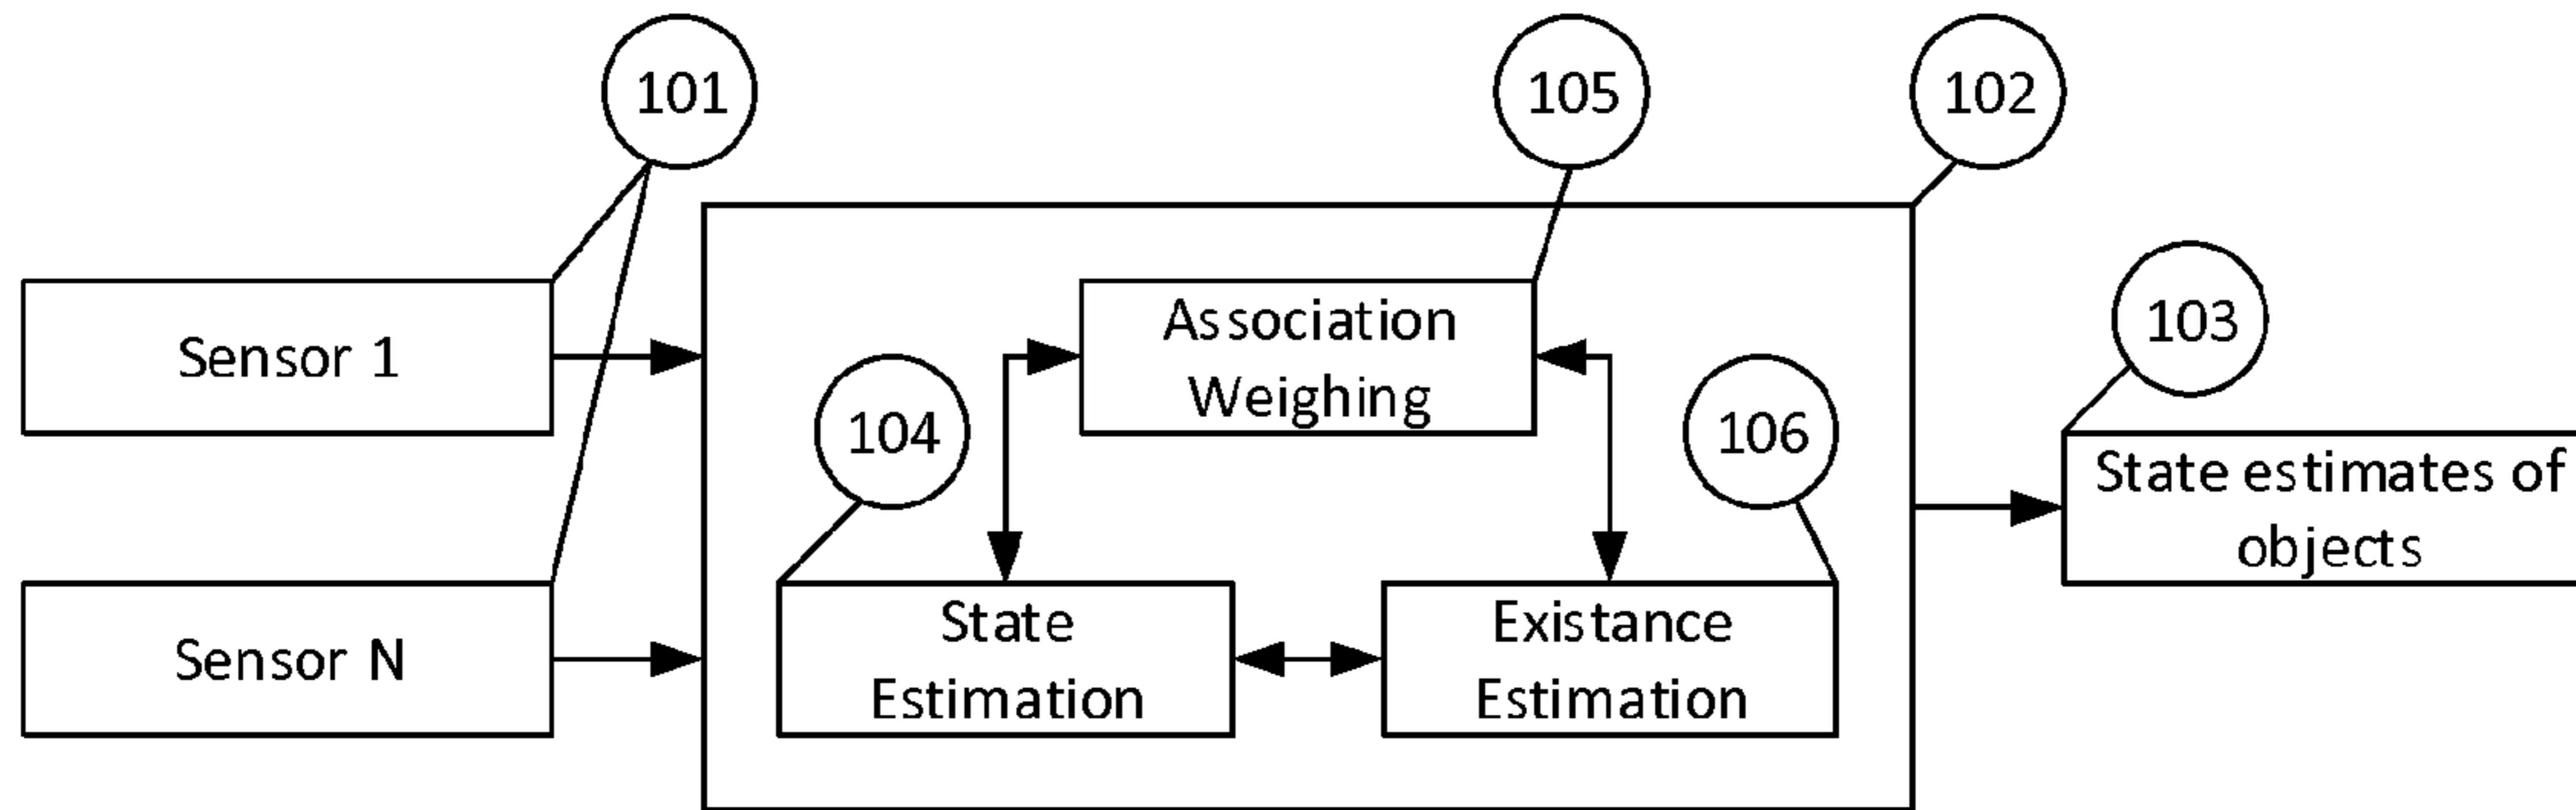 101
105
102
103
Sensor 1
Association
Weighing
104
106
State estimates of
objects
Sensor N
State
Estimation
Existance
Estimation